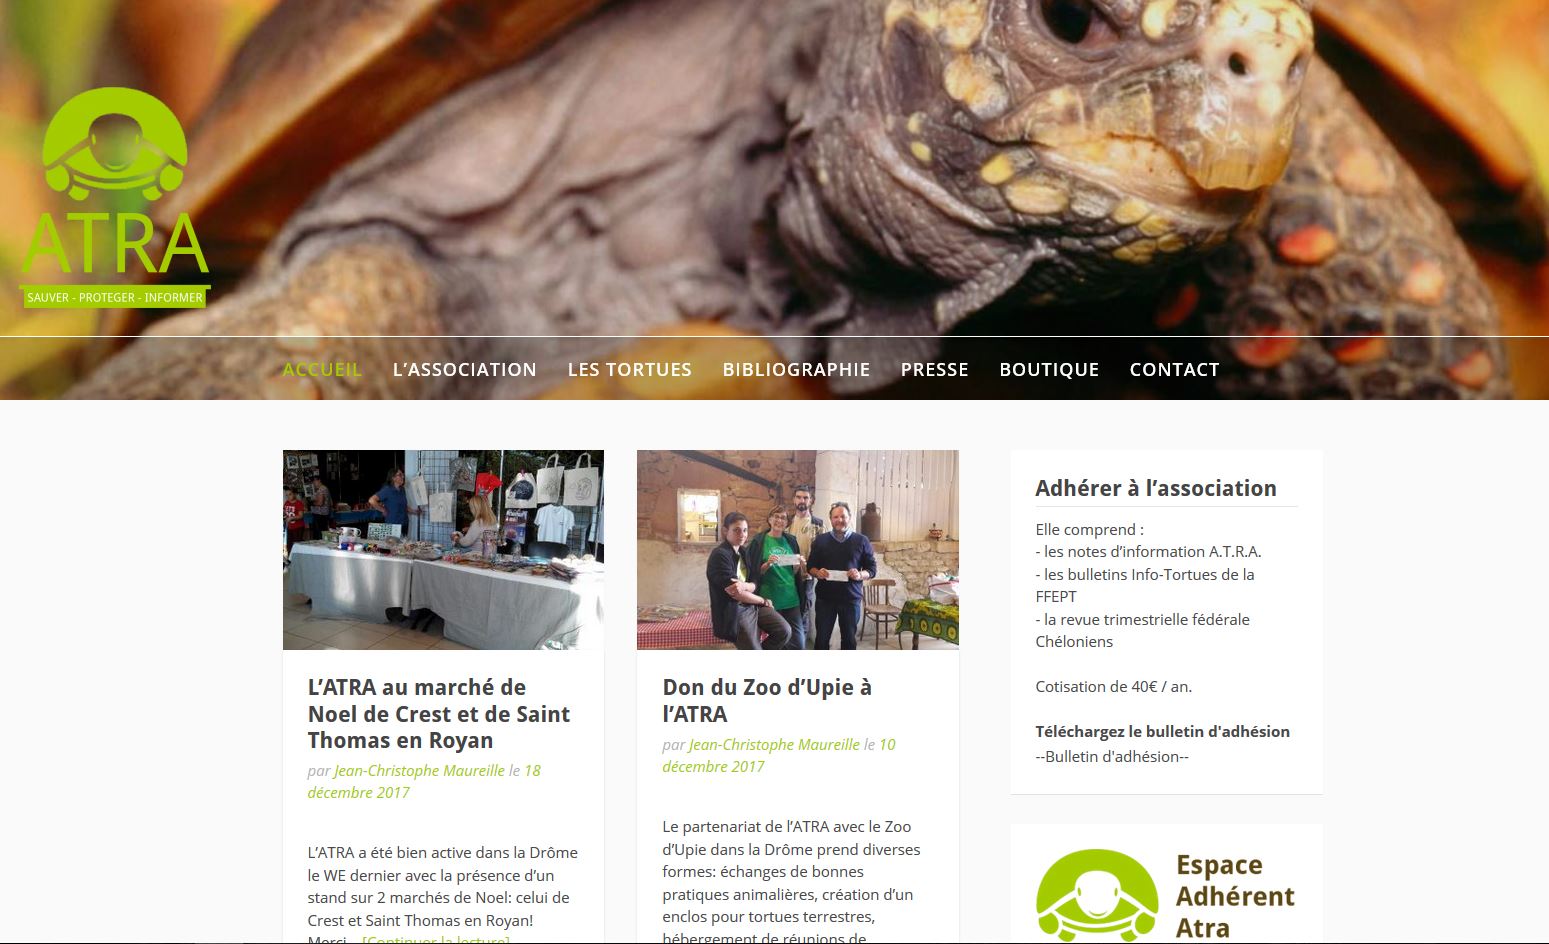 ATRA
SAUVER - PROTEGER - INFORMER
ACCUEIL L’ASSOCIATION LES TORTUES BIBLIOGRAPHIE PRESSE BOUTIQUE CONTACT
L’ATRA au marché de
Noel de Crest et de Saint
Thomas en Royan
par Jean-Christophe Maureille le 18
décembre 2017
L’ATRA a été bien active dans la Drôme
le WE dernier avec la présence d’un
stand sur 2 marchés de Noel: celui de
Crest et Saint Thomas en Royan!
Merci... [Continuer la lecture]
Don du Zoo d’Upie à
l’ATRA
par Jean-Christophe Maureille le 10
décembre 2017
Le partenariat de l’ATRA avec le Zoo
d’Upie dans la Drôme prend diverses
formes: échanges de bonnes
pratiques animalières, création d’un
enclos pour tortues terrestres,
hébergement de réunions de
Adhérer à l’association
Elle comprend :
- les notes d’information A.T.R.A.
- les bulletins Info-Tortues de la
FFEPT
- la revue trimestrielle fédérale
Chéloniens
Cotisation de 40€ / an.
Téléchargez le bulletin d'adhésion
--Bulletin d'adhésion--
Espace
Adhérent
Atra